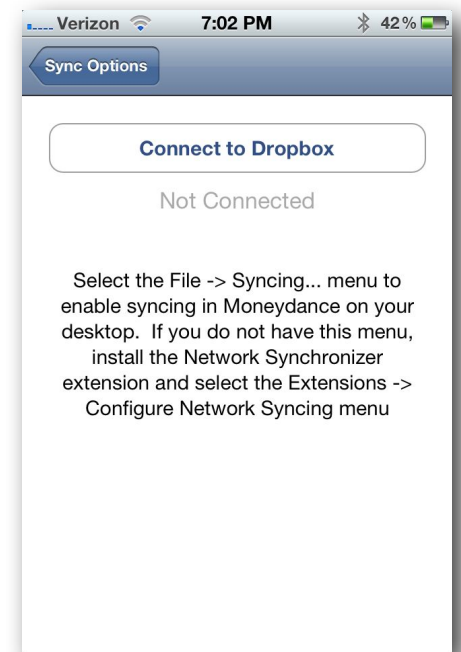 Verizon 7:02 PM 42%
Sync Options
Connect to Dropbox
Not Connected
Select the File -> Syncing... menu to
enable syncing in Moneydance on your
desktop. If you do not have this menu,
install the Network Synchronizer
extension and select the Extensions ->
Configure Network Syncing menu